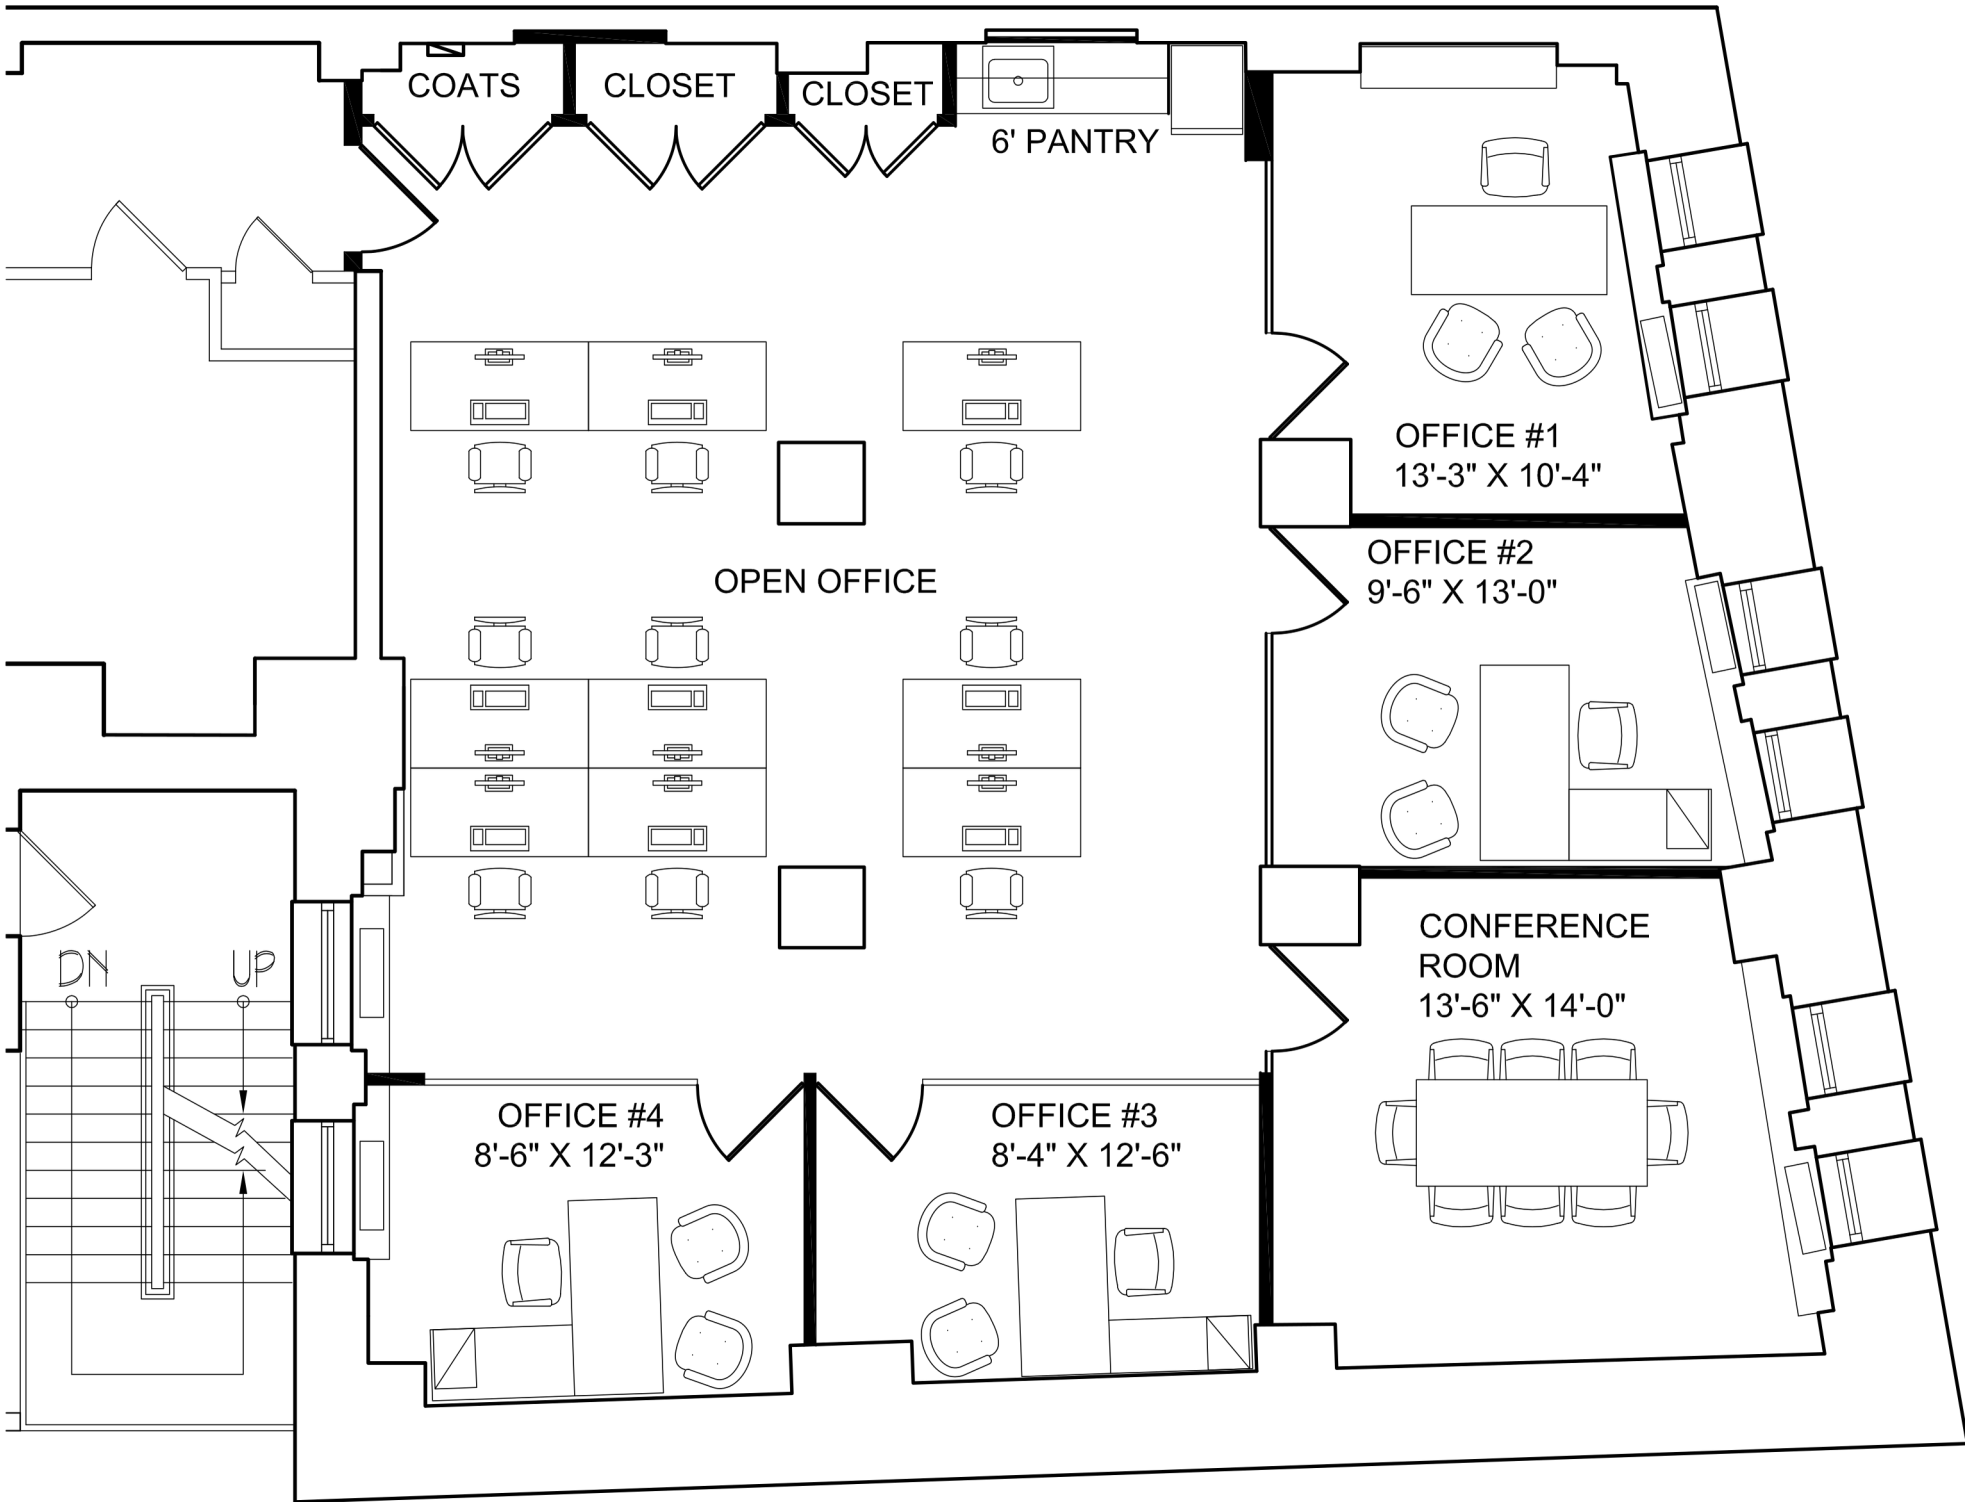 COATS
CLOSET
CLOSET
6' PANTRY
OFFICE #1
13'-3" X 10'-4"
OPEN OFFICE
OFFICE #2
9'-6" X 13'-0"
CONFERENCE
ROOM
13'-6" X 14'-0"
DN
UP
OFFICE #4
8'-6" X 12'-3"
OFFICE #3
8'-4" X 12'-6"